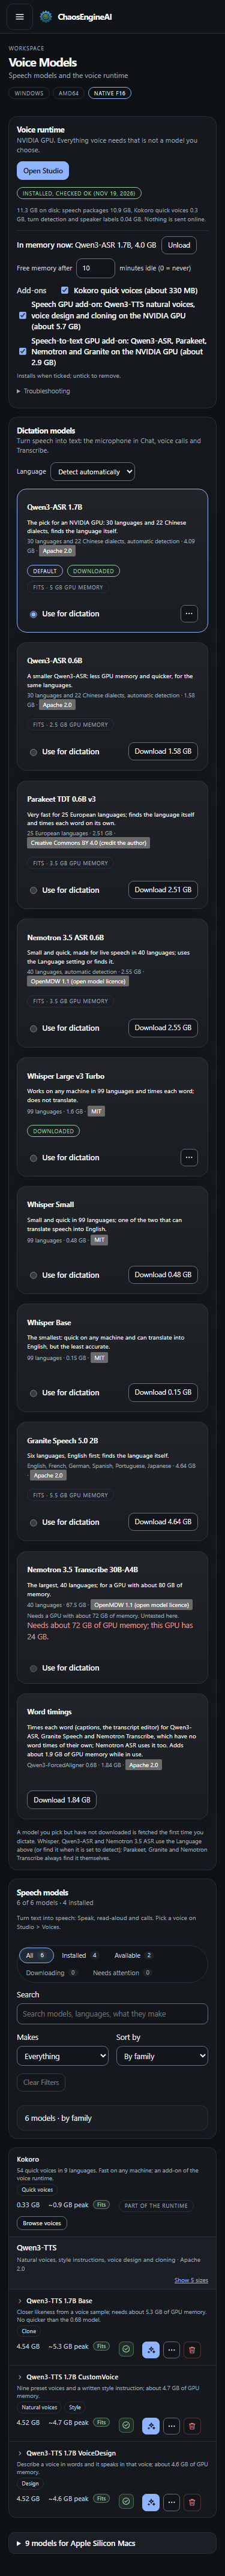 ChaosEngineAI
WORKSPACE
Voice Models
Speech models and the voice runtime
WINDOWS AMD64 NATIVE F16
Voice runtime
NVIDIA GPU. Everything voice needs that is not a model you
choose.
Open Studio
INSTALLED, CHECKED OK (NOV 19, 2026)
11.3 GB on disk: speech packages 10.9 GB, Kokoro quick voices 0.3
GB, turn detection and speaker labels 0.04 GB. Nothing is sent online.
In memory now: Qwen3-ASR 1.7B, 4.0 GB Unload
Free memory after 10 minutes idle (0 = never)
Add-ons Kokoro quick voices (about 330 MB)
Speech GPU add-on: Qwen3-TTS natural voices,
voice design and cloning on the NVIDIA GPU
(about 5.7 GB)
Speech-to-text GPU add-on: Qwen3-ASR, Parakeet,
Nemotron and Granite on the NVIDIA GPU (about
2.9 GB)
Installs when ticked; untick to remove.
Troubleshooting
Dictation models
Turn speech into text: the microphone in Chat, voice calls and
Transcribe.
Language Detect automatically
Qwen3-ASR 1.7B
The pick for an NVIDIA GPU: 30 languages and 22 Chinese
dialects, finds the language itself.
30 languages and 22 Chinese dialects, automatic detection · 4.09
GB · Apache 2.0
DEFAULT DOWNLOADED
FITS · 5 GB GPU MEMORY
Use for dictation ...
Qwen3-ASR 0.6B
A smaller Qwen3-ASR: less GPU memory and quicker, for the
same languages.
30 languages and 22 Chinese dialects, automatic detection · 1.58
GB · Apache 2.0
FITS · 2.5 GB GPU MEMORY
Use for dictation Download 1.58 GB
Parakeet TDT 0.6B v3
Very fast for 25 European languages; finds the language itself
and times each word on its own.
25 European languages · 2.51 GB ·
Creative Commons BY 4.0 (credit the author)
FITS · 3.5 GB GPU MEMORY
Use for dictation Download 2.51 GB
Nemotron 3.5 ASR 0.6B
Small and quick, made for live speech in 40 languages; uses
the Language setting or finds it.
40 languages, automatic detection · 2.55 GB ·
OpenMDW 1.1 (open model licence)
FITS · 3.5 GB GPU MEMORY
Use for dictation Download 2.55 GB
Whisper Large v3 Turbo
Works on any machine in 99 languages and times each word;
does not translate.
99 languages · 1.6 GB · MIT
DOWNLOADED
Use for dictation ...
Whisper Small
Small and quick in 99 languages; one of the two that can
translate speech into English.
99 languages · 0.48 GB · MIT
Use for dictation Download 0.48 GB
Whisper Base
The smallest: quick on any machine and can translate into
English, but the least accurate.
99 languages · 0.15 GB · MIT
Use for dictation Download 0.15 GB
Granite Speech 5.0 2B
Six languages, English first; finds the language itself.
English, French, German, Spanish, Portuguese, Japanese · 4.64 GB
· Apache 2.0
FITS · 5.5 GB GPU MEMORY
Use for dictation Download 4.64 GB
Nemotron 3.5 Transcribe 30B-A4B
The largest, 40 languages; for a GPU with about 80 GB of
memory.
40 languages · 67.5 GB · OpenMDW 1.1 (open model licence)
Needs a GPU with about 72 GB of memory. Untested here.
Needs about 72 GB of GPU memory; this GPU has
24 GB.
Use for dictation
Word timings
Times each word (captions, the transcript editor) for Qwen3-
ASR, Granite Speech and Nemotron Transcribe, which have no
word times of their own; Nemotron ASR uses it too. Adds
about 1.9 GB of GPU memory while in use.
Qwen3-ForcedAligner 0.6B · 1.84 GB · Apache 2.0
Download 1.84 GB
A model you pick but have not downloaded is fetched the first time you
dictate. Whisper, Qwen3-ASR and Nemotron 3.5 ASR use the Language
above (or find it when it is set to detect); Parakeet, Granite and Nemotron
Transcribe always find it themselves.
Speech models
6 of 6 models · 4 installed
Turn text into speech: Speak, read-aloud and calls. Pick a voice on
Studio > Voices.
All 6 Installed 4 Available 2
Downloading 0 Needs attention 0
Search
Search models, languages, what they make
Makes Sort by
Everything By family
Clear Filters
6 models · by family
Kokoro
54 quick voices in 9 languages. Fast on any machine; an add-on of the
voice runtime.
Quick voices
0.33 GB ~0.9 GB peak Fits PART OF THE RUNTIME
Browse voices
Qwen3-TTS
Natural voices, style instructions, voice design and cloning · Apache
2.0
Show 5 sizes
Qwen3-TTS 1.7B Base
Closer likeness from a voice sample; needs about 5.3 GB of GPU memory.
No quicker than the 0.6B model.
Clone
4.54 GB ~5.3 GB peak Fits ...
Qwen3-TTS 1.7B CustomVoice
Nine preset voices and a written style instruction; about 4.7 GB of GPU
memory.
Natural voices Style
4.52 GB ~4.7 GB peak Fits ...
Qwen3-TTS 1.7B VoiceDesign
Describe a voice in words and it speaks in that voice; about 4.6 GB of GPU
memory.
Design
4.52 GB ~4.6 GB peak Fits ...
9 models for Apple Silicon Macs